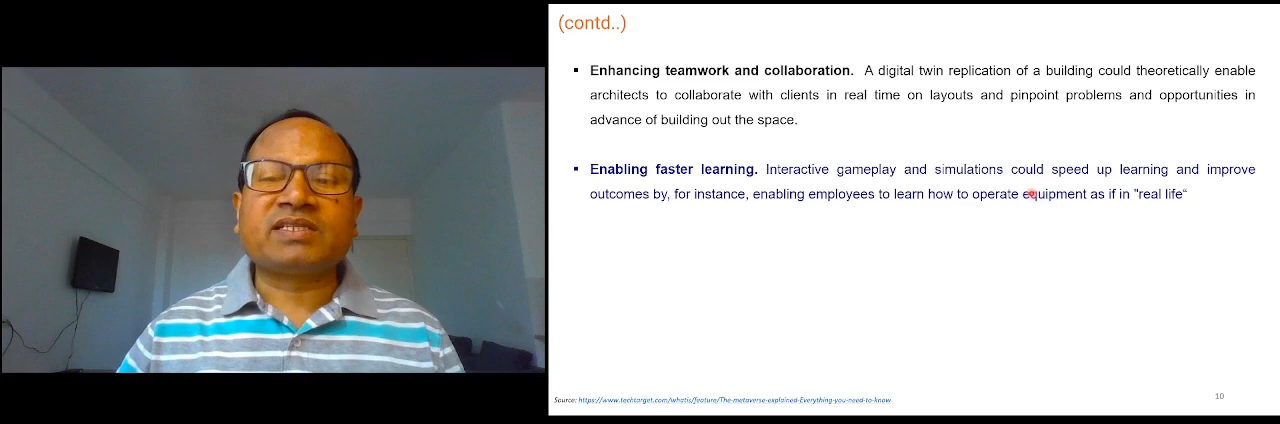 (contd..)
▪ Enhancing teamwork and collaboration. A digital twin replication of a building could theoretically enable
architects to collaborate with clients in real time on layouts and pinpoint problems and opportunities in
advance of building out the space.
▪ Enabling faster learning. Interactive gameplay and simulations could speed up learning and improve
outcomes by, for instance, enabling employees to learn how to operate equipment as if in "real life“
Source: https://www.techtarget.com/whatis/feature/The-metaverse-explained-Everything-you-need-to-know
10